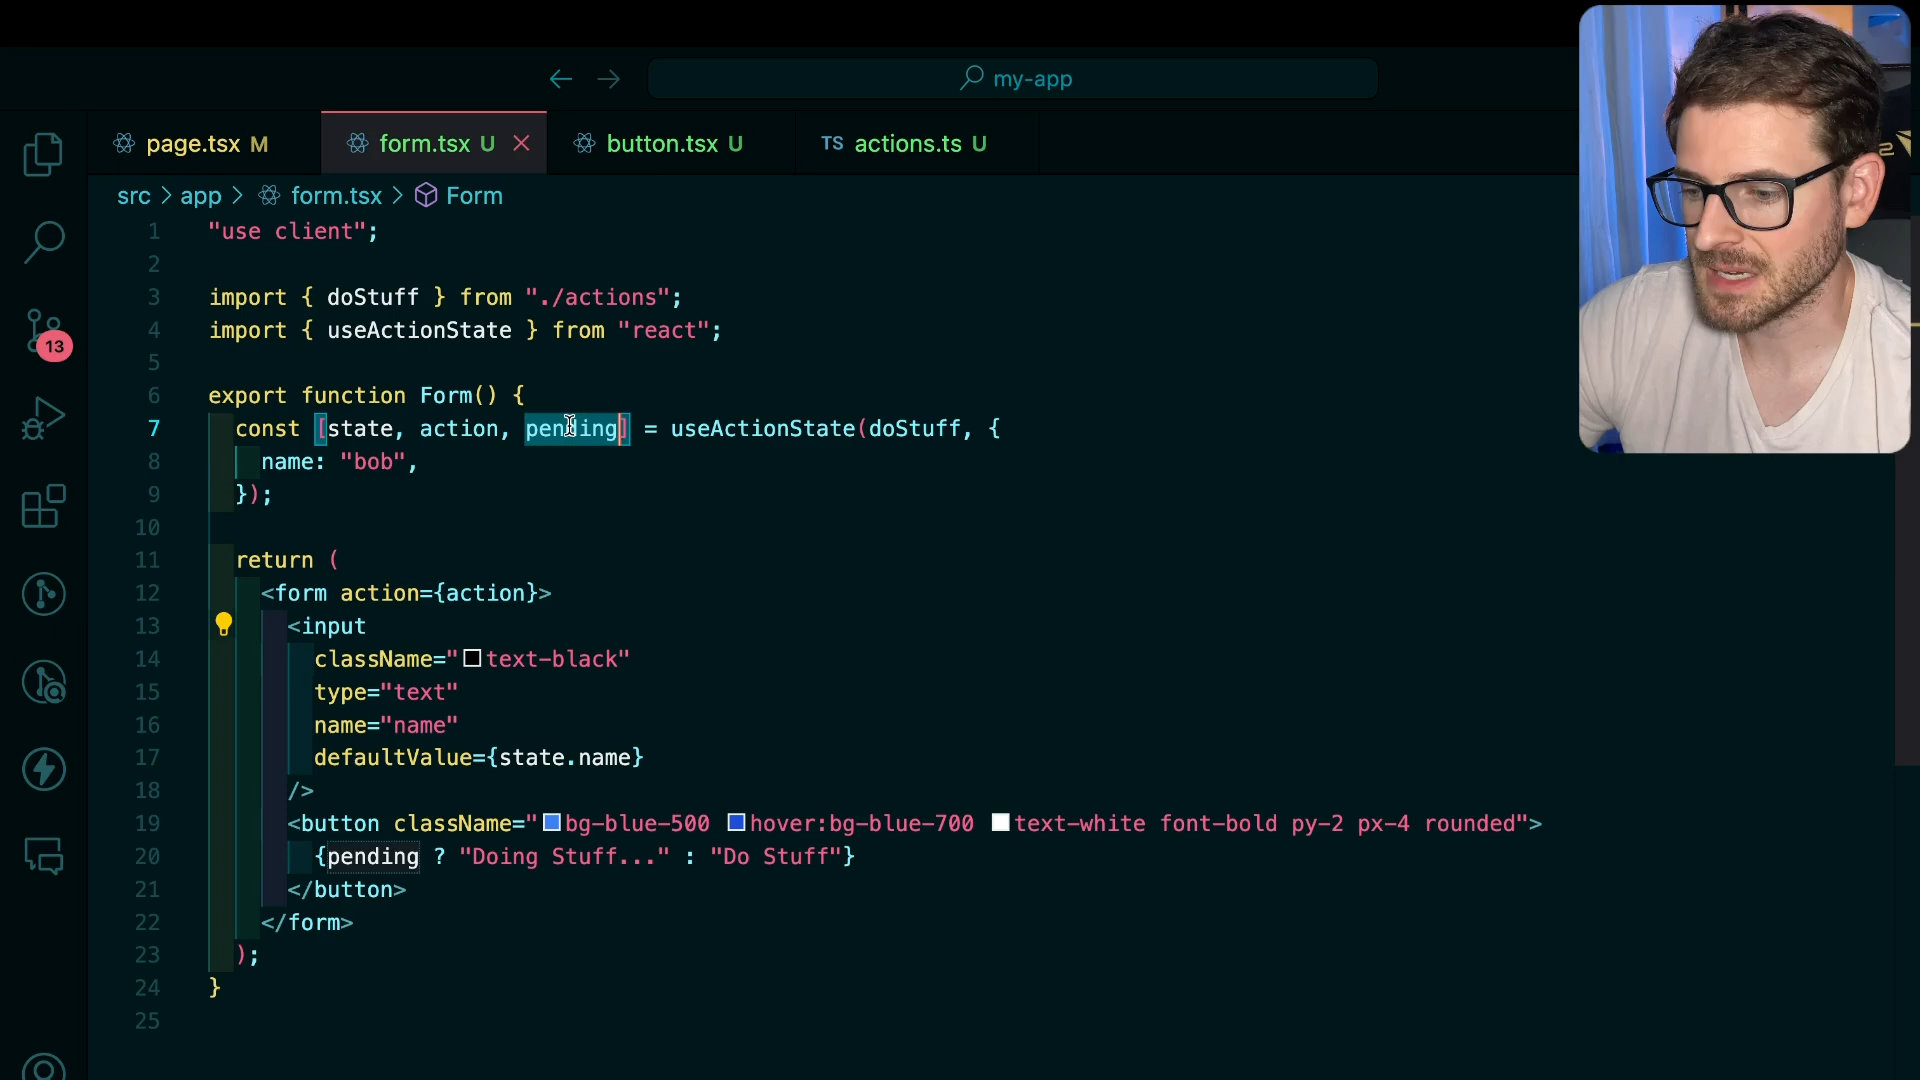 my-app
page.tsx M
form.tsx U
button.tsx U
TS actions.ts U
src > app > form.tsx > Form
1 "use client";
2
3 import { doStuff } from "./actions";
4 import { useActionState } from "react";
5
6 export function Form() {
7 const [state, action, pending] = useActionState(doStuff, {
8 name: "bob",
9 });
10
11 return (
12 <form action={action}>
13 <input
14 className="text-black"
15 type="text"
16 name="name"
17 defaultValue={state.name}
18 />
19 <button className="bg-blue-500 hover:bg-blue-700 text-white font-bold py-2 px-4 rounded">
20 {pending ? "Doing Stuff..." : "Do Stuff"}
21 </button>
22 </form>
23 );
24 }
25
13